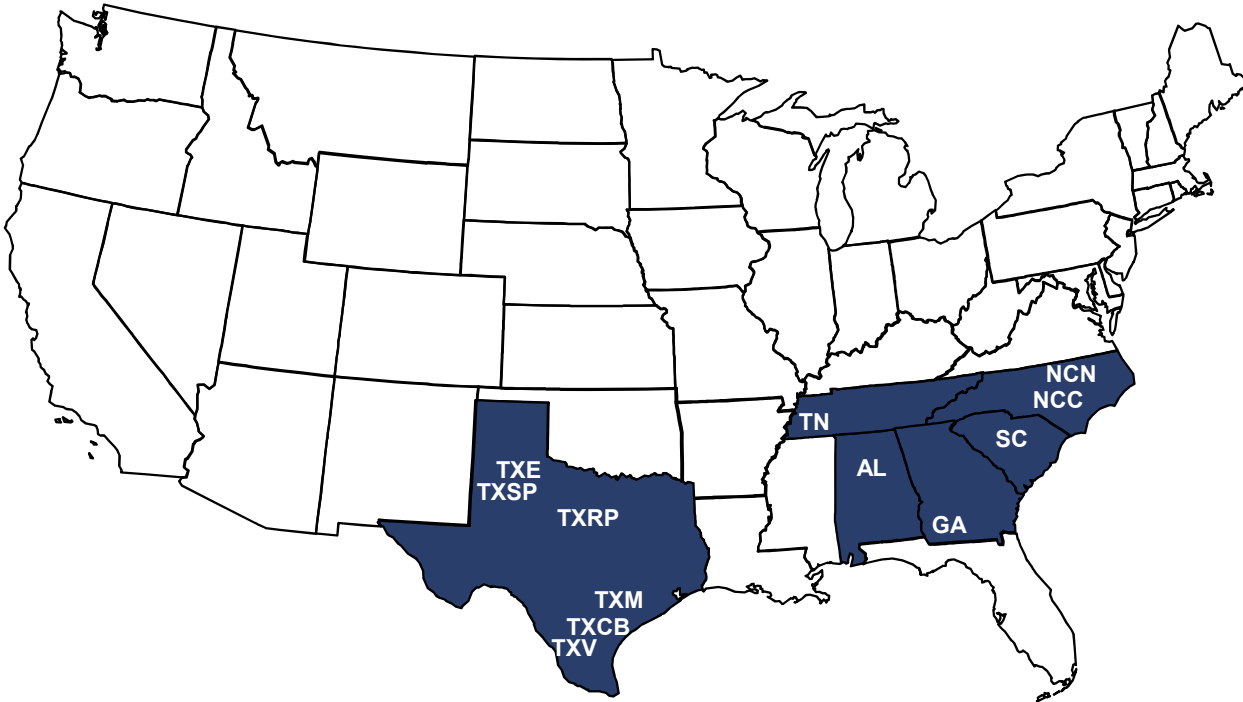 NCN
NCC
TN
SC
AL
TXE
TXSP
TXRP
GA
TXM
TXCB
TXV